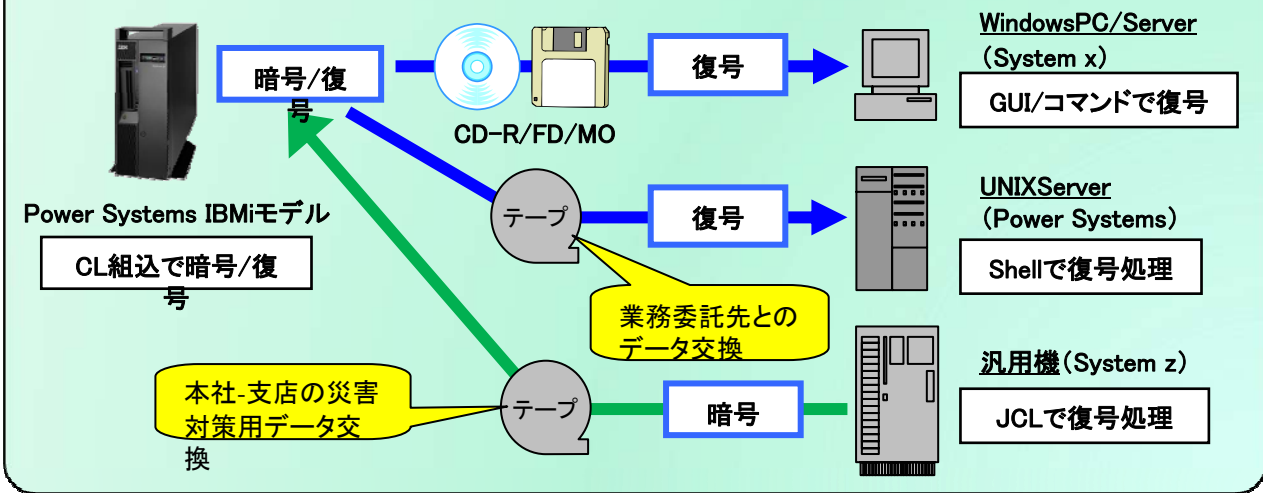 WindowsPC/Server
(System x)
GUI/コマンドで復号
暗号/復
号
復号
CD-R/FD/MO
UNIXServer
(Power Systems)
Shellで復号処理
テープ
復号
Power Systems IBMiモデル
CL組込で暗号/復
号
業務委託先との
データ交換
汎用機(System z)
JCLで復号処理
本社-支店の災害
対策用データ交
換
テープ
暗号